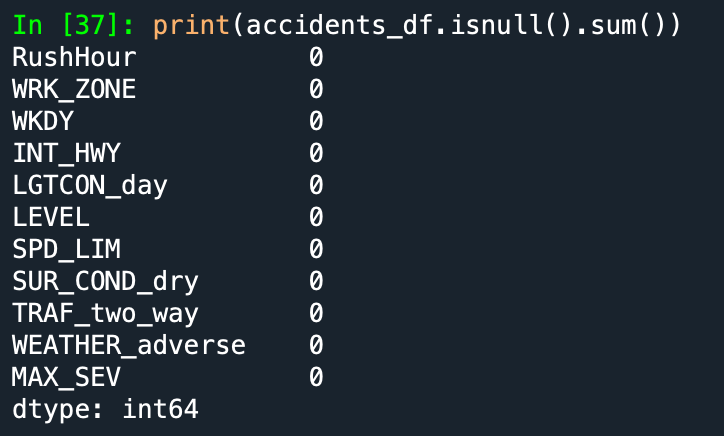 In [37]: print(accidents_df.isnull().sum())
RushHour 0
WRK_ZONE 0
WKDY 0
INT_HWY 0
LGTCON_day 0
LEVEL 0
SPD_LIM 0
SUR_COND_dry 0
TRAF_two_way 0
WEATHER_adverse 0
MAX_SEV 0
dtype: int64